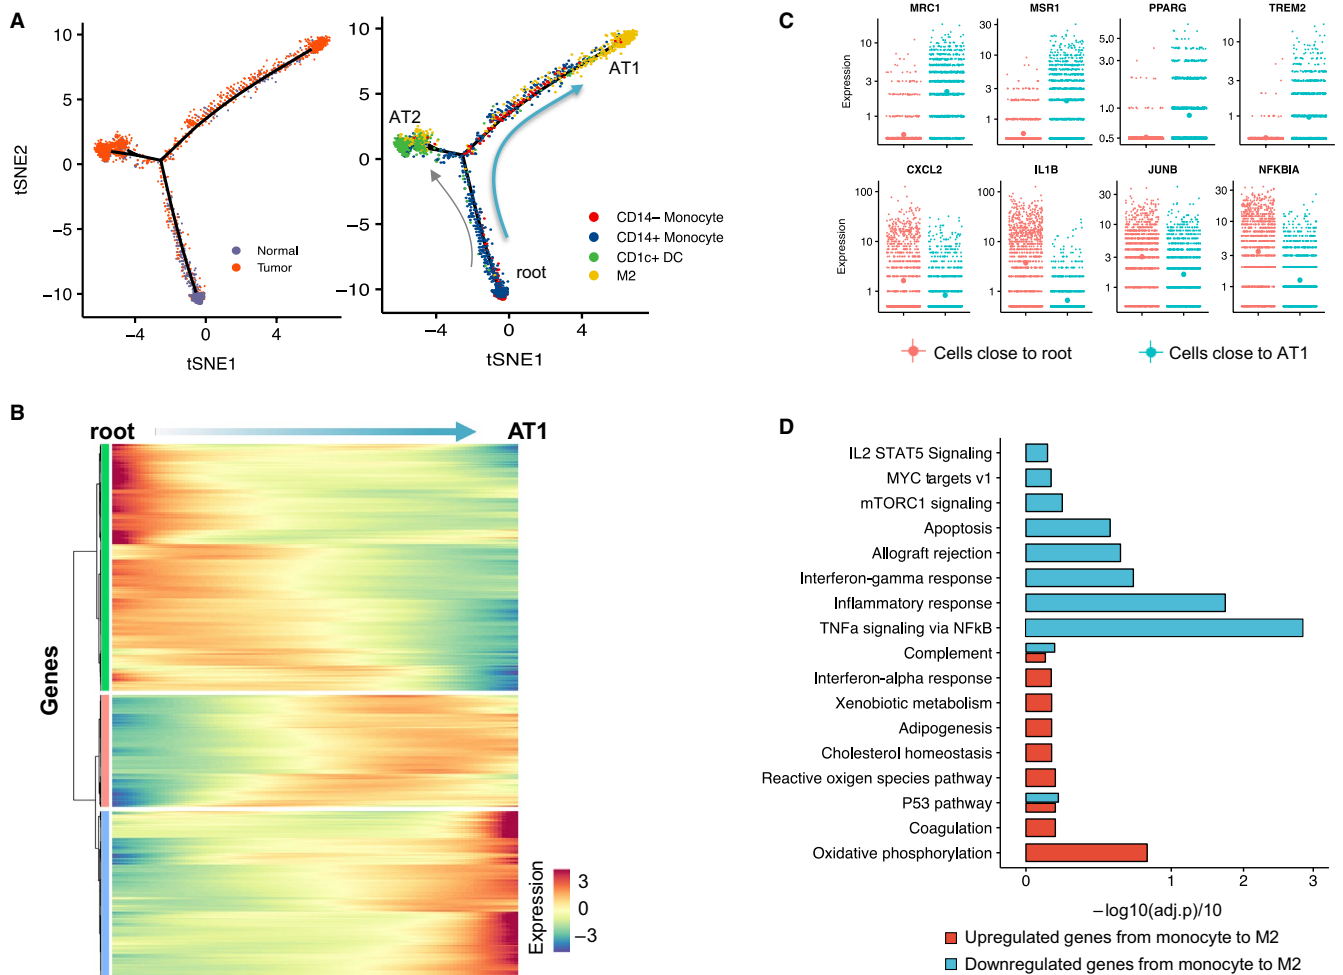 A
tSNE2
10
5
0
−5
−10
−4
0
4
tSNE1
Normal
Tumor
10
5
0
−5
−10
−4
0
4
tSNE1
AT1
AT2
root
CD14− Monocyte
CD14+ Monocyte
CD1c+ DC
M2
C
MRC1
MSR1
PPARG
TREM2
Expression
10
3
1
30
10
3
1
5.0
3.0
1.0
0.5
10
3
1
CXCL2
IL1B
JUNB
NFKBIA
Expression
100
10
1
100
30
10
3
1
30
10
3
1
30
10
3
1
Cells close to root
Cells close to AT1
B
root
AT1
Genes
Expression
3
0
−3
D
IL2 STAT5 Signaling
MYC targets v1
mTORC1 signaling
Apoptosis
Allograft rejection
Interferon-gamma response
Inflammatory response
TNFa signaling via NFkB
Complement
Interferon-alpha response
Xenobiotic metabolism
Adipogenesis
Cholesterol homeostasis
Reactive oxigen species pathway
P53 pathway
Coagulation
Oxidative phosphorylation
0
1
2
3
−log10(adj.p)/10
Upregulated genes from monocyte to M2
Downregulated genes from monocyte to M2